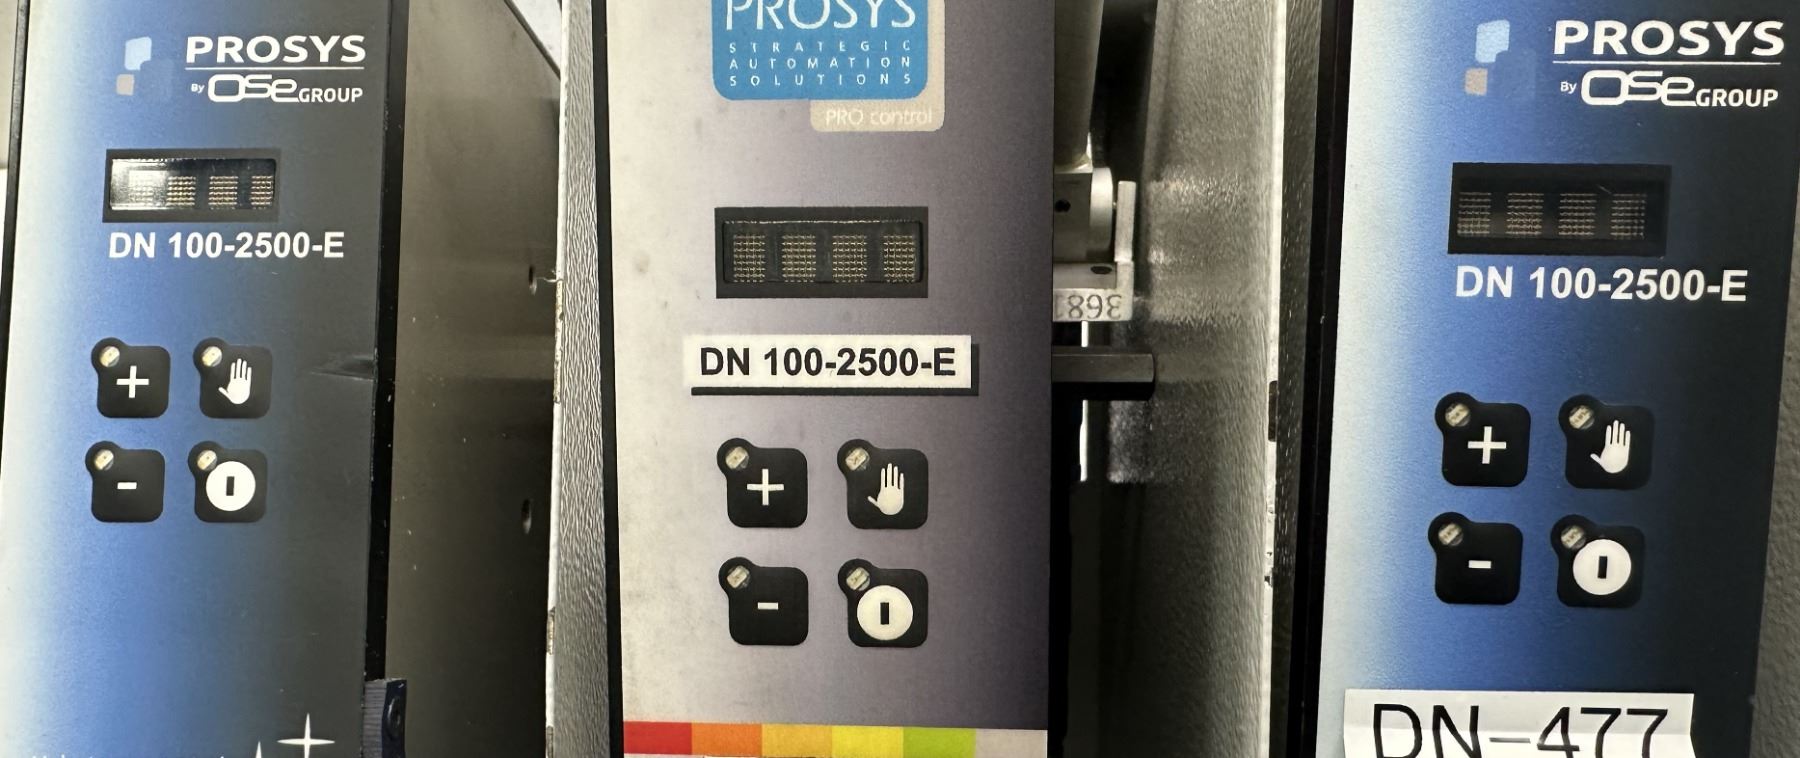 PROSYS
By OSe GROUP
DN 100-2500-E
+
-
PROSYS
STRATEGIC
AUTOMATION
SOLUTIONS
PRO control
DN 100-2500-E
+
-
3681
PROSYS
By OSe GROUP
DN 100-2500-E
+
-
DN-477